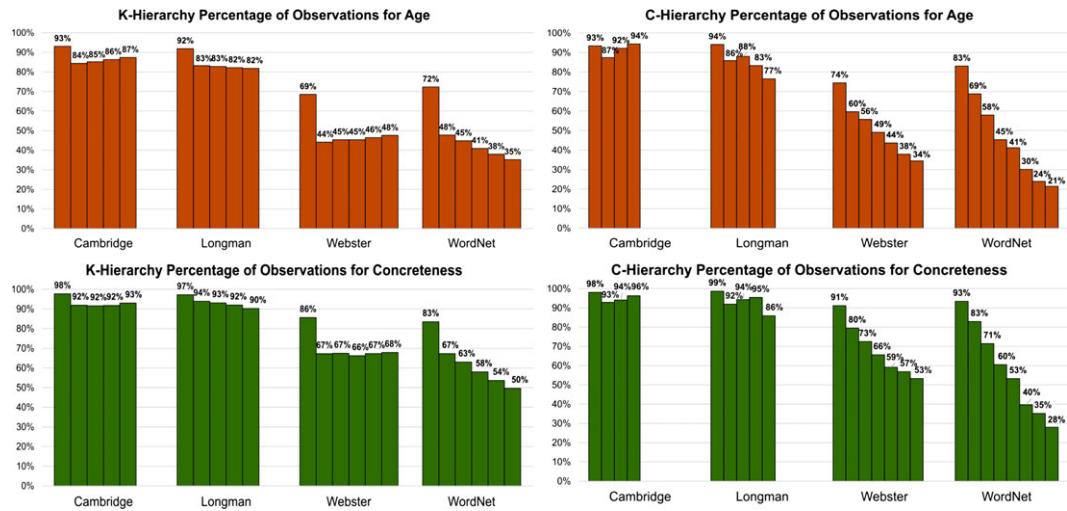 K-Hierarchy Percentage of Observations for Age
100%
90%
80%
70%
60%
50%
40%
30%
20%
10%
0%
93% 84% 85% 86% 87%
92% 83% 83% 82% 82%
69% 44% 45% 45% 46% 48%
72% 48% 45% 41% 38% 35%
Cambridge Longman Webster WordNet
C-Hierarchy Percentage of Observations for Age
100%
90%
80%
70%
60%
50%
40%
30%
20%
10%
0%
93% 87% 92% 94%
94% 86% 88% 83% 77%
74% 60% 56% 49% 44% 38% 34%
83% 69% 58% 45% 41% 30% 24% 21%
Cambridge Longman Webster WordNet
K-Hierarchy Percentage of Observations for Concreteness
100%
90%
80%
70%
60%
50%
40%
30%
20%
10%
0%
98% 92% 92% 92% 93%
97% 94% 93% 92% 90%
86% 67% 67% 66% 67% 68%
83% 67% 63% 58% 54% 50%
Cambridge Longman Webster WordNet
C-Hierarchy Percentage of Observations for Concreteness
100%
90%
80%
70%
60%
50%
40%
30%
20%
10%
0%
98% 93% 94% 96%
99% 92% 94% 95% 86%
91% 80% 73% 66% 59% 57% 53%
93% 83% 71% 60% 53% 40% 35% 28%
Cambridge Longman Webster WordNet